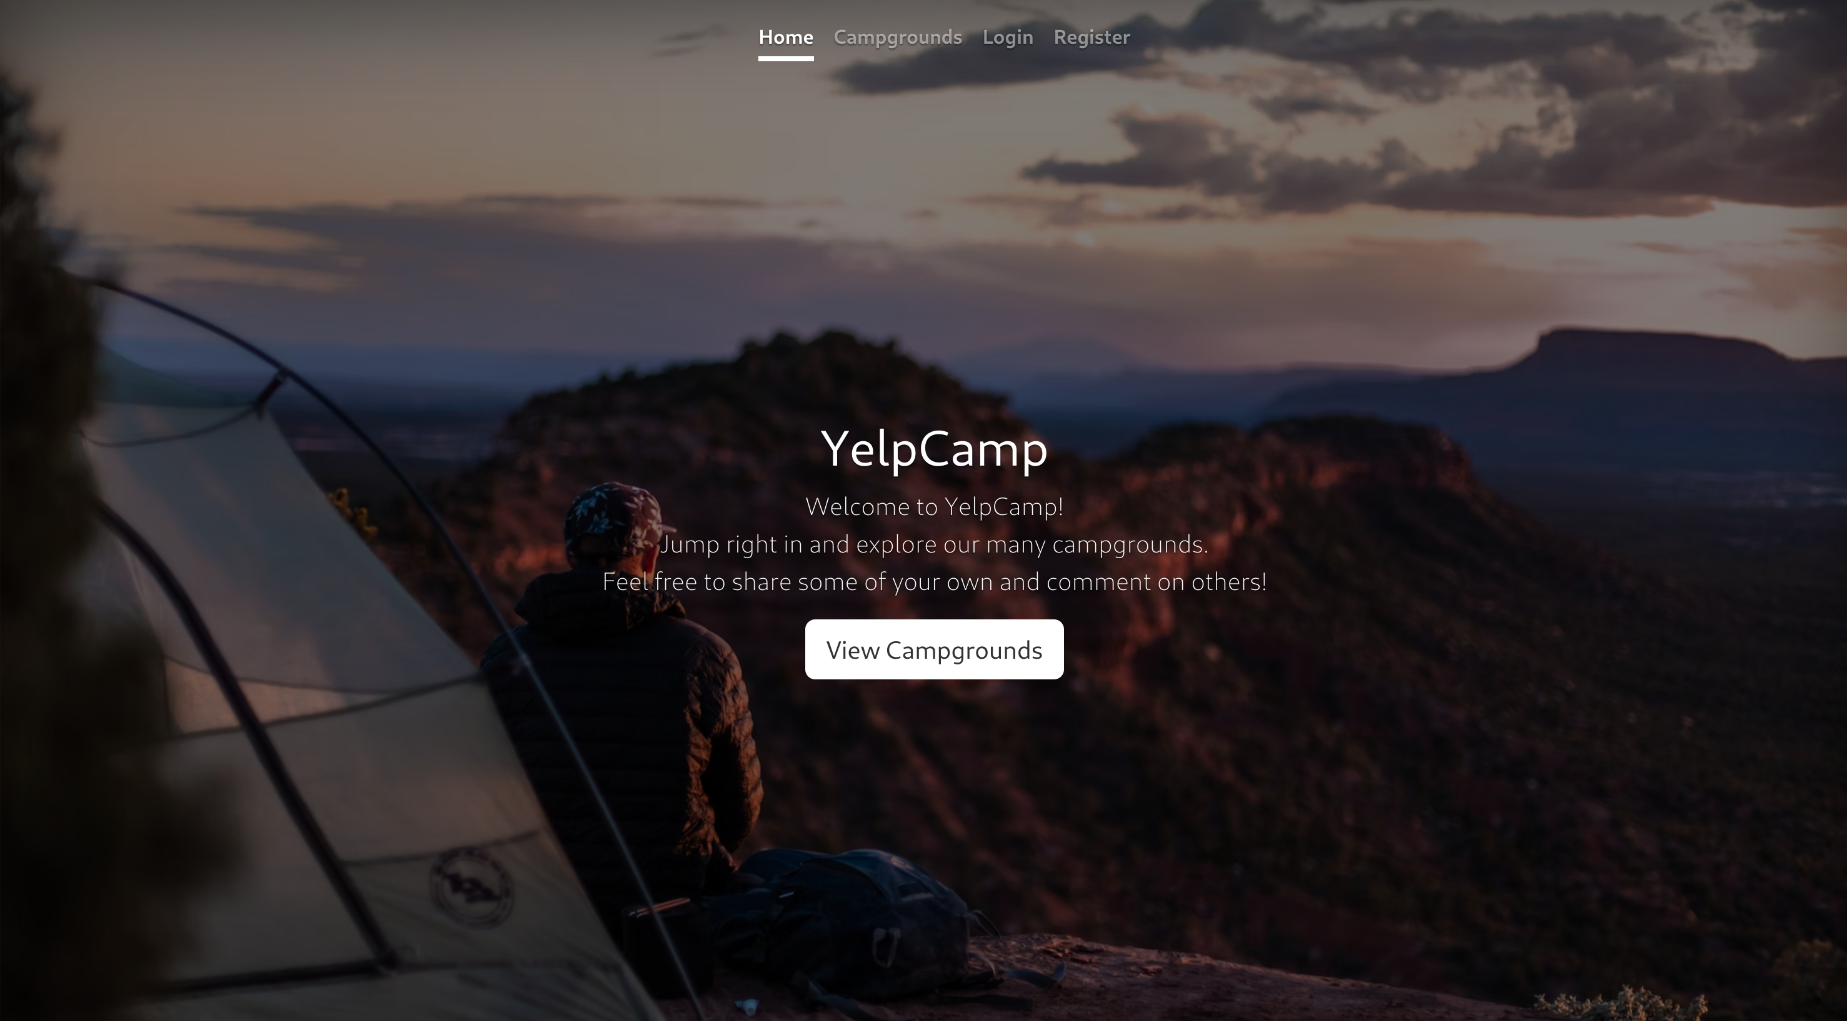 Home Campgrounds Login Register
YelpCamp
Welcome to YelpCamp!
Jump right in and explore our many campgrounds.
Feel free to share some of your own and comment on others!
View Campgrounds